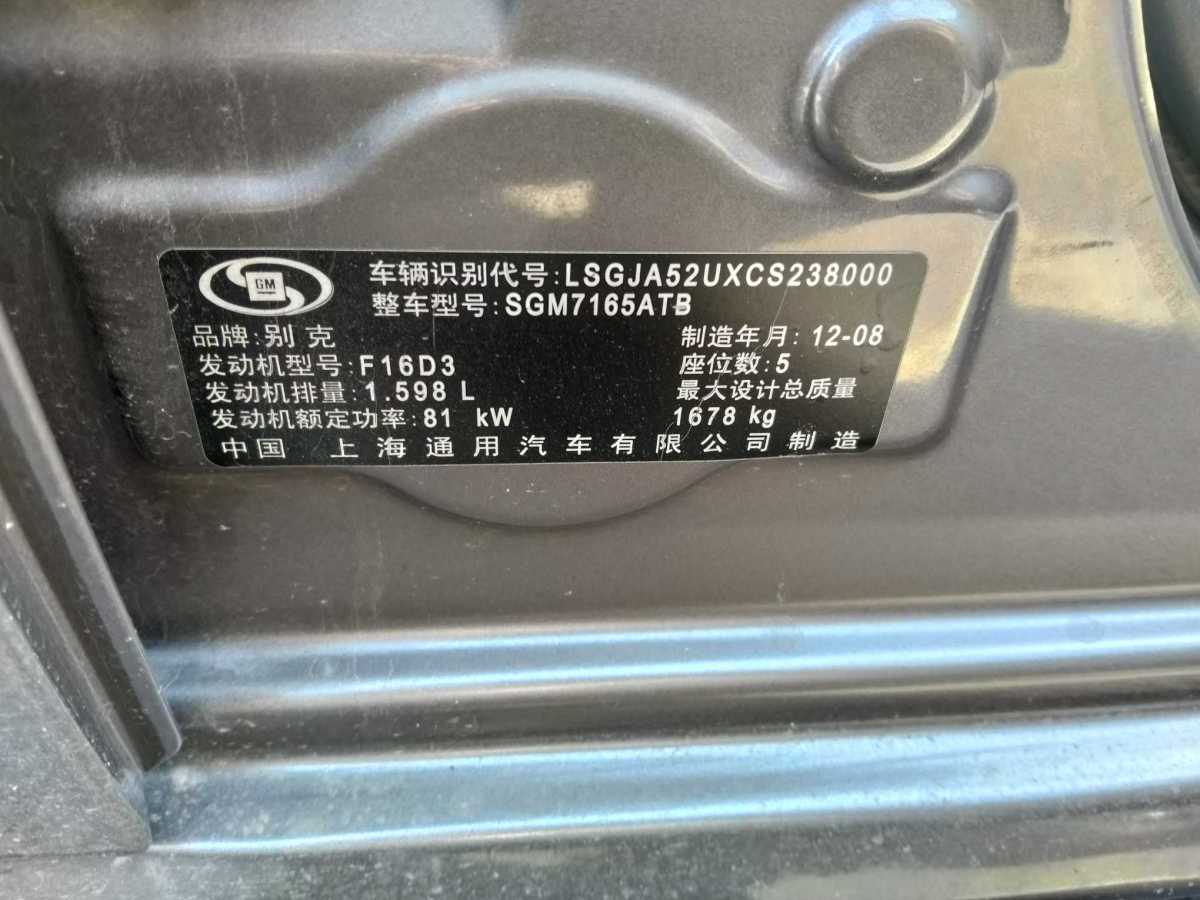 GM
车辆识别代号:LSGJA52UXCS238000
整车型号:SGM7165ATB
品牌:别克 制造年月:12-08
发动机型号:F16D3 座位数:5
发动机排量:1.598 L 最大设计总质量
发动机额定功率:81 kW 1678 kg
中国 上海通用汽车有限公司制造